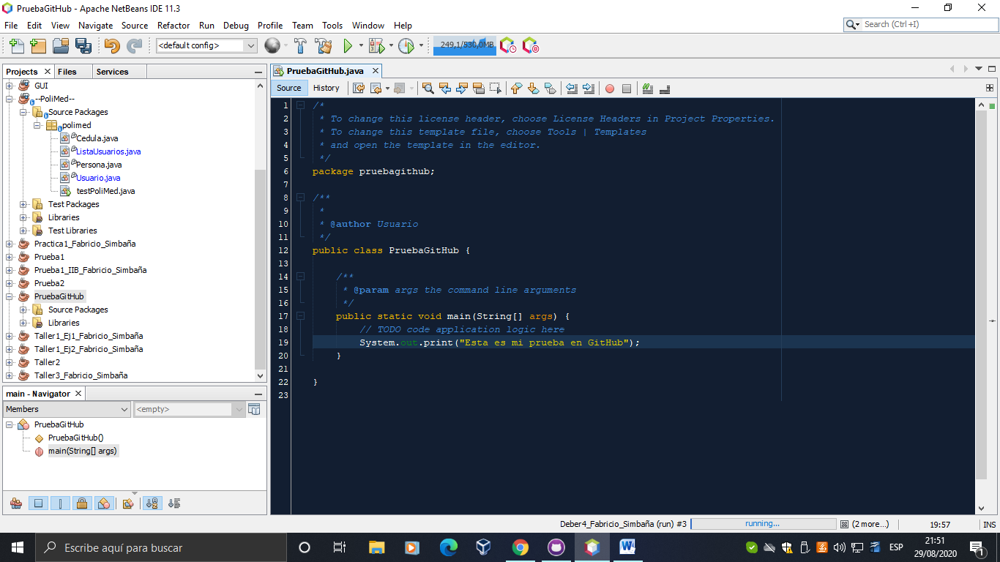 PruebaGitHub - Apache NetBeans IDE 11.3
File Edit View Navigate Source Refactor Run Debug Profile Team Tools Window Help
Search (Ctrl +I)
<default config>
249,1/530,0MB
Projects Files Services
GUI
--PoliMed--
Source Packages
polimed
Cedula.java
ListaUsuarios.java
Persona.java
Usuario.java
testPoliMed.java
Test Packages
Libraries
Test Libraries
Practica1_Fabricio_Simbaña
Prueba1
Prueba1_IIB_Fabricio_Simbaña
Prueba2
PruebaGitHub
Source Packages
Libraries
Taller1_Ej1_Fabricio_Simbaña
Taller1_Ej2_Fabricio_Simbaña
Taller2
Taller3_Fabricio_Simbaña
main - Navigator
Members
<empty>
PruebaGitHub
PruebaGitHub()
main(String[] args)
PruebaGitHub.java
Source History
1 /*
2 * To change this license header, choose License Headers in Project Properties.
3 * To change this template file, choose Tools | Templates
4 * and open the template in the editor.
5 */
6 package pruebagithub;
7
8 /**
9 *
10 * @author Usuario
11 */
12 public class PruebaGitHub {
13
14 /**
15 * @param args the command line arguments
16 */
17 public static void main(String[] args) {
18 // TODO code application logic here
19 System.out.print("Esta es mi prueba en GitHub");
20 }
21
22 }
23
Deber4_Fabricio_Simbaña (run) #3 running... (2 more...) 19:57 INS
Escribe aquí para buscar
ESP
21:51
29/08/2020
1